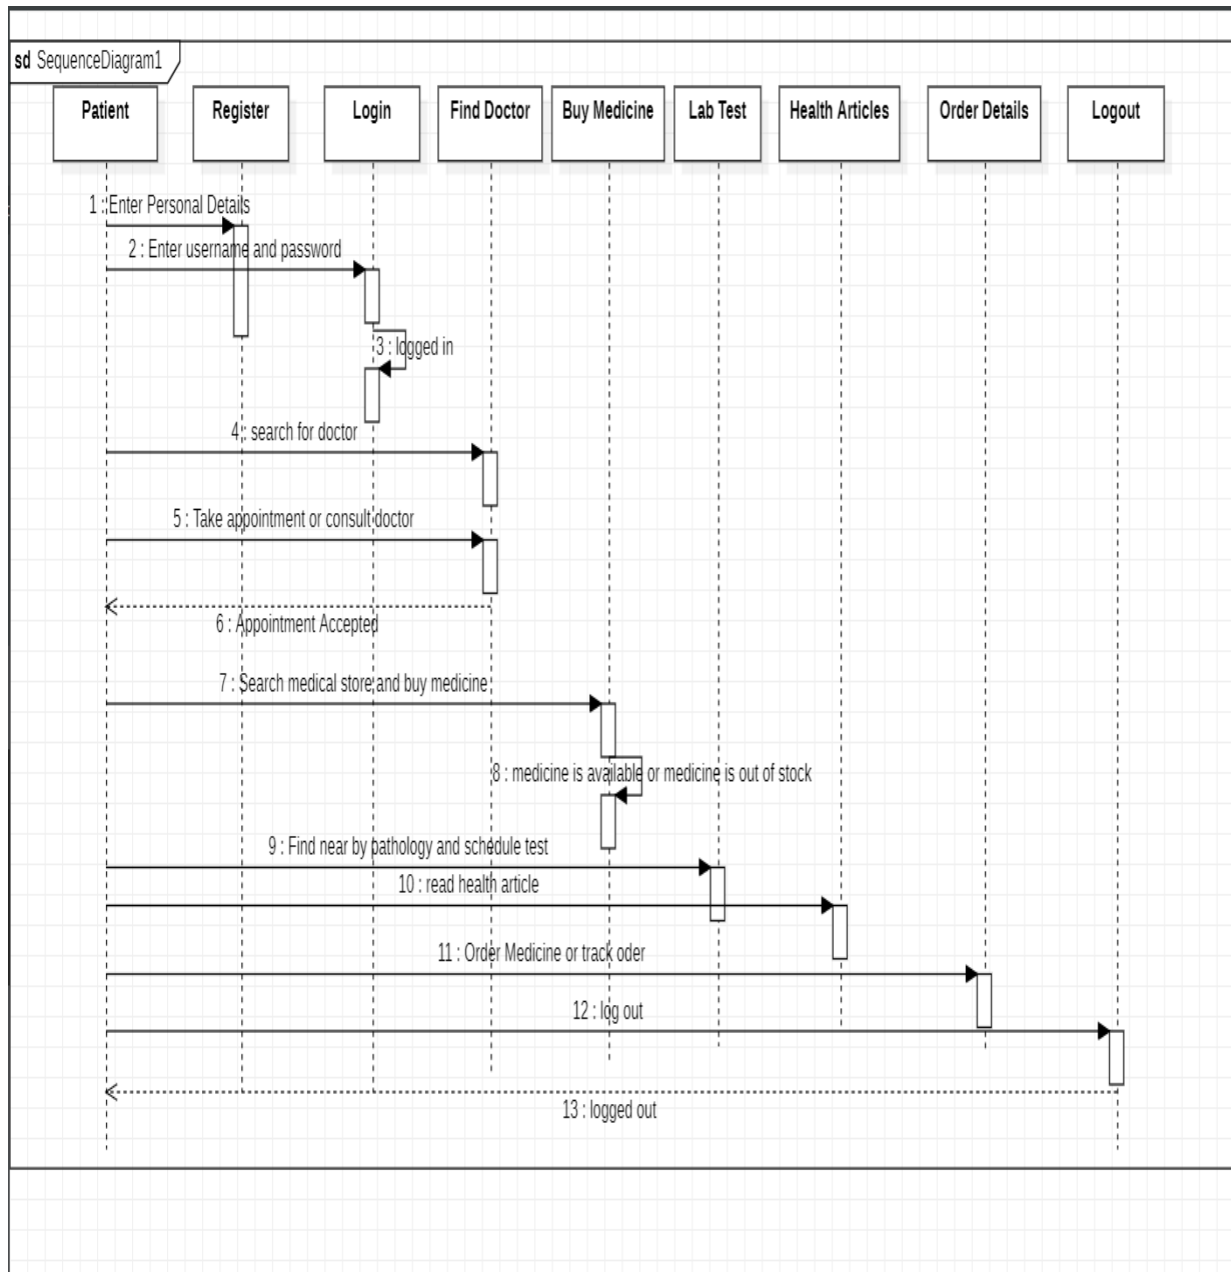 sd SequenceDiagram1
Patient
Register
Login
Find Doctor
Buy Medicine
Lab Test
Health Articles
Order Details
Logout
1 : Enter Personal Details
2 : Enter username and password
3 : logged in
4 : search for doctor
5 : Take appointment or consult doctor
6 : Appointment Accepted
7 : Search medical store and buy medicine
8 : medicine is available or medicine is out of stock
9 : Find near by pathology and schedule test
10 : read health article
11 : Order Medicine or track oder
12 : log out
13 : logged out